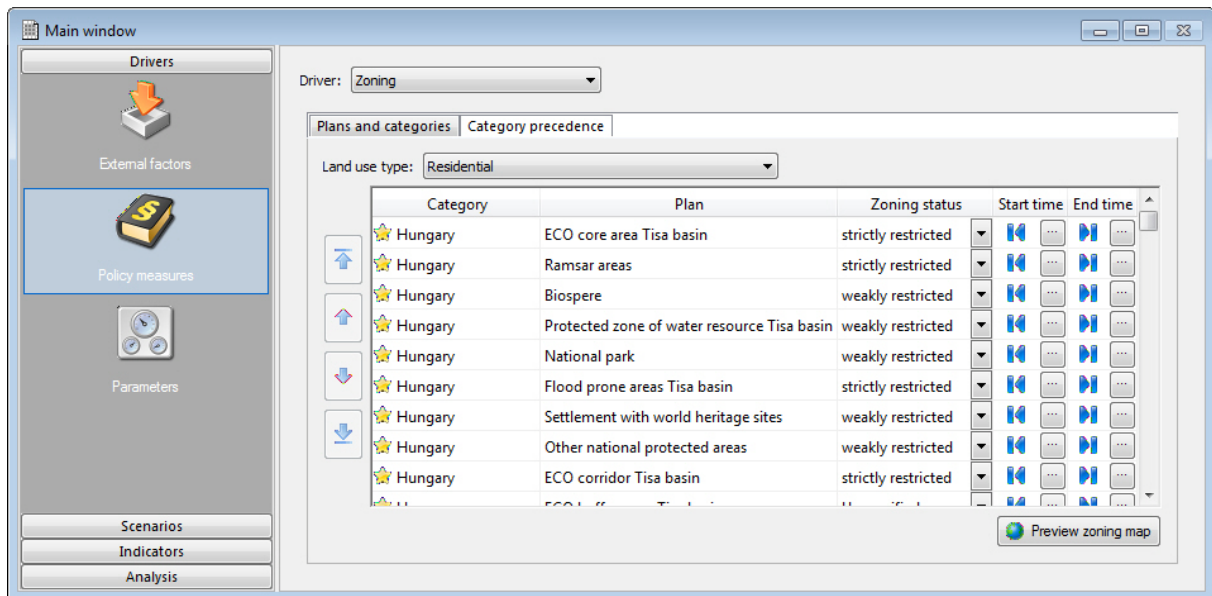 Main window
Drivers
External factors
Policy measures
Parameters
Scenarios
Indicators
Analysis
Driver: Zoning
Plans and categories Category precedence
Land use type: Residential
Category Plan Zoning status Start time End time
Hungary ECO core area Tisa basin strictly restricted ... ...
Hungary Ramsar areas strictly restricted ... ...
Hungary Biospere weakly restricted ... ...
Hungary Protected zone of water resource Tisa basin weakly restricted ... ...
Hungary National park weakly restricted ... ...
Hungary Flood prone areas Tisa basin strictly restricted ... ...
Hungary Settlement with world heritage sites weakly restricted ... ...
Hungary Other national protected areas weakly restricted ... ...
Hungary ECO corridor Tisa basin strictly restricted ... ...
Preview zoning map